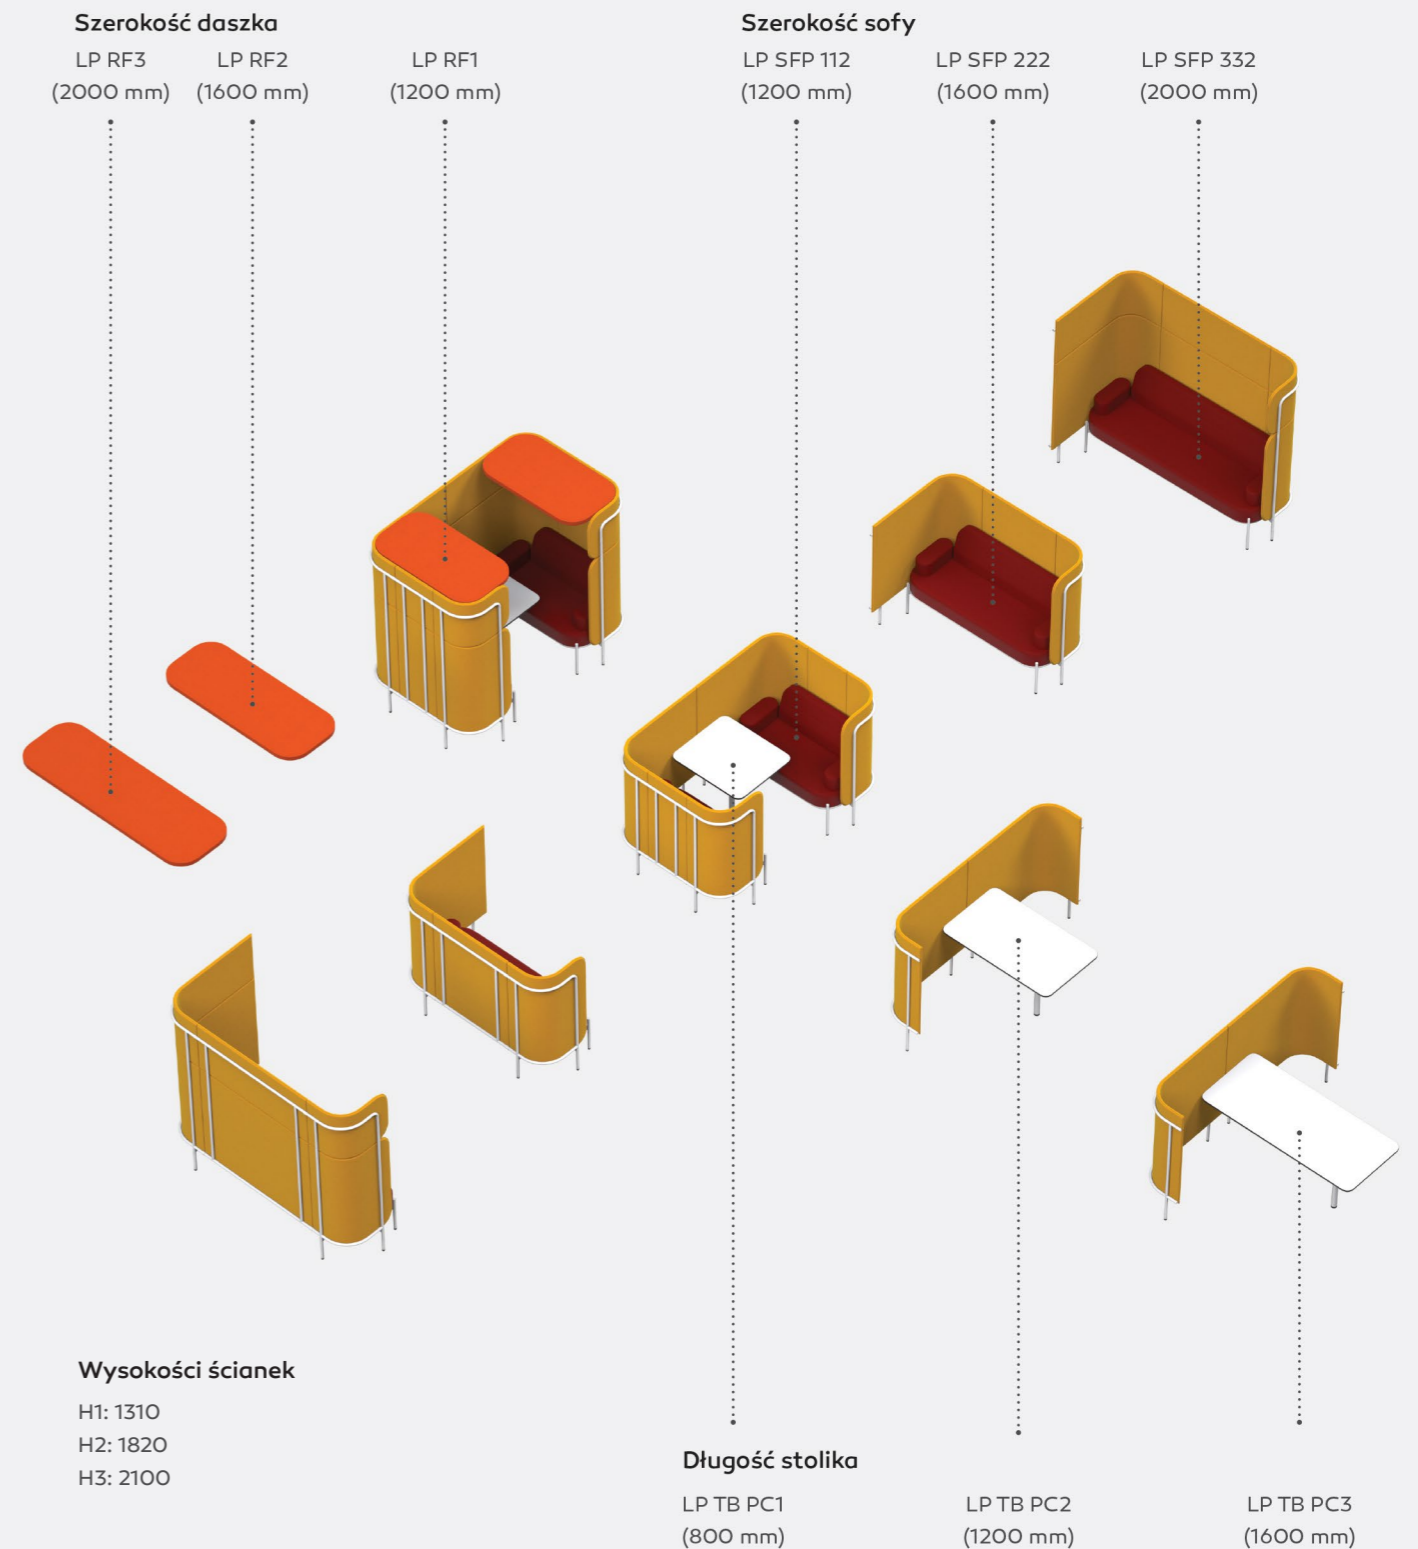 Szerokość daszka
LP RF3
(2000 mm)
LP RF2
(1600 mm)
LP RF1
(1200 mm)
Szerokość sofy
LP SFP 112
(1200 mm)
LP SFP 222
(1600 mm)
LP SFP 332
(2000 mm)
Wysokości ścianek
H1: 1310
H2: 1820
H3: 2100
Długość stolika
LP TB PC1
(800 mm)
LP TB PC2
(1200 mm)
LP TB PC3
(1600 mm)